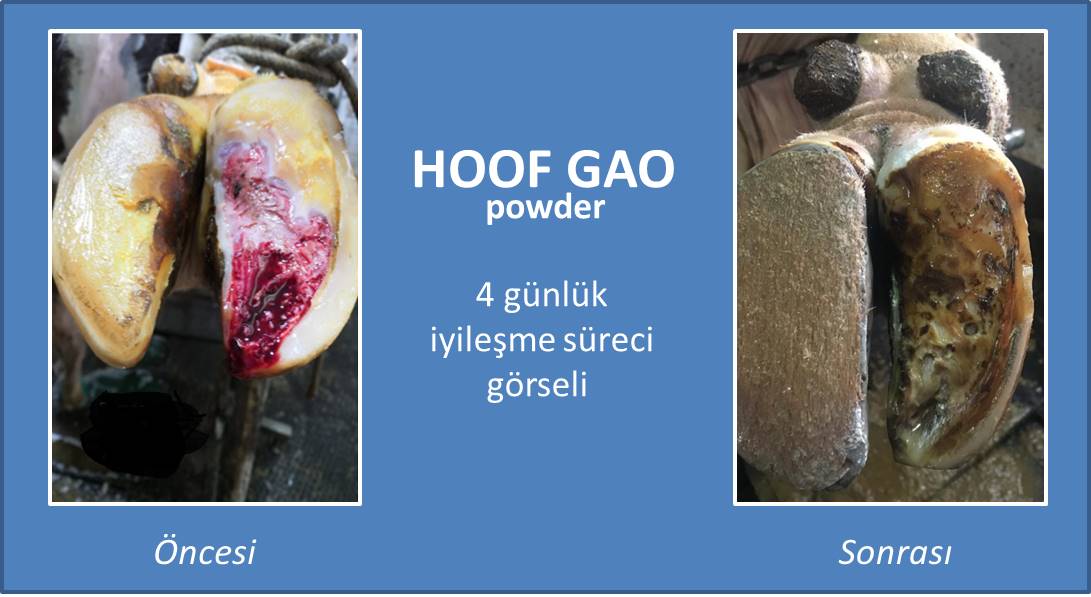 HOOF GAO
powder
4 günlük
iyileşme süreci
görseli
Öncesi
Sonrası